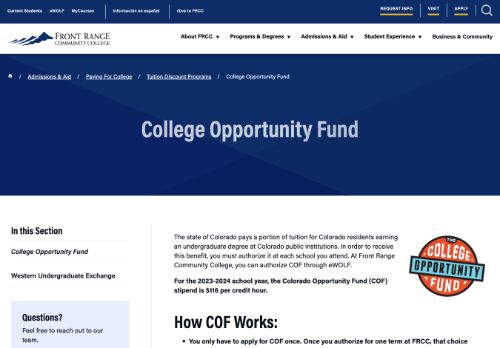 Current Students eWOLF MyCourses Información en español Give to FRCC REQUEST INFO VISIT APPLY
FRONT RANGE
COMMUNITY COLLEGE
About FRCC Programs & Degrees Admissions & Aid Student Experience Business & Community
/ Admissions & Aid / Paying For College / Tuition Discount Programs / College Opportunity Fund
College Opportunity Fund
In this Section
College Opportunity Fund
Western Undergraduate Exchange
Questions?
Feel free to reach out to our
team.
The state of Colorado pays a portion of tuition for Colorado residents earning
an undergraduate degree at Colorado public institutions. In order to receive
this benefit, you must authorize it at each school you attend. At Front Range
Community College, you can authorize COF through eWOLF.
For the 2023-2024 school year, the Colorado Opportunity Fund (COF)
stipend is $116 per credit hour.
THE
COLLEGE
OPPORTUNITY
FUND
How COF Works:
• You only have to apply for COF once. Once you authorize for one term at FRCC, that choice